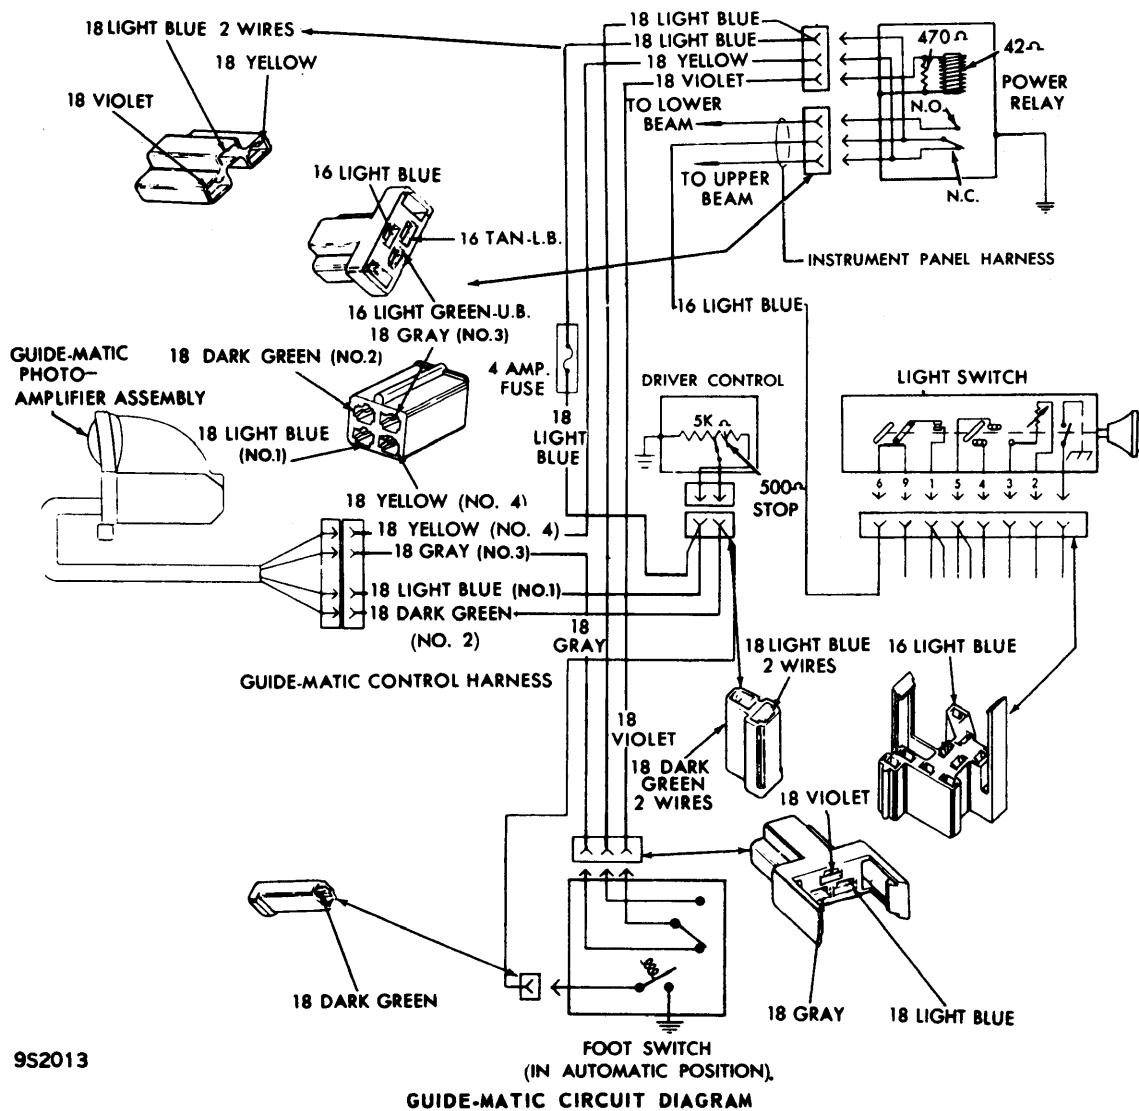 18 LIGHT BLUE 2 WIRES
18 YELLOW
18 VIOLET
18 LIGHT BLUE
18 LIGHT BLUE
18 YELLOW
18 VIOLET
470Ω
42Ω
POWER
RELAY
N.O.
N.C.
TO LOWER
BEAM
TO UPPER
BEAM
INSTRUMENT PANEL HARNESS
16 LIGHT BLUE
16 TAN-L.B.
16 LIGHT GREEN-U.B.
18 GRAY (NO.3)
18 DARK GREEN (NO.2)
18 LIGHT BLUE
(NO.1)
18 YELLOW (NO. 4)
GUIDE-MATIC
PHOTO-
AMPLIFIER ASSEMBLY
16 LIGHT BLUE
4 AMP.
FUSE
18
LIGHT
BLUE
DRIVER CONTROL
5K Ω
500Ω
STOP
LIGHT SWITCH
6 9 1 5 4 3 2
18 YELLOW (NO. 4)
18 GRAY (NO.3)
18 LIGHT BLUE (NO.1)
18 DARK GREEN
(NO. 2)
18
GRAY
GUIDE-MATIC CONTROL HARNESS
18 LIGHT BLUE
2 WIRES
16 LIGHT BLUE
18
VIOLET
18 DARK
GREEN
2 WIRES
18 VIOLET
18 DARK GREEN
18 GRAY
18 LIGHT BLUE
9S2013
FOOT SWITCH
(IN AUTOMATIC POSITION).
GUIDE-MATIC CIRCUIT DIAGRAM